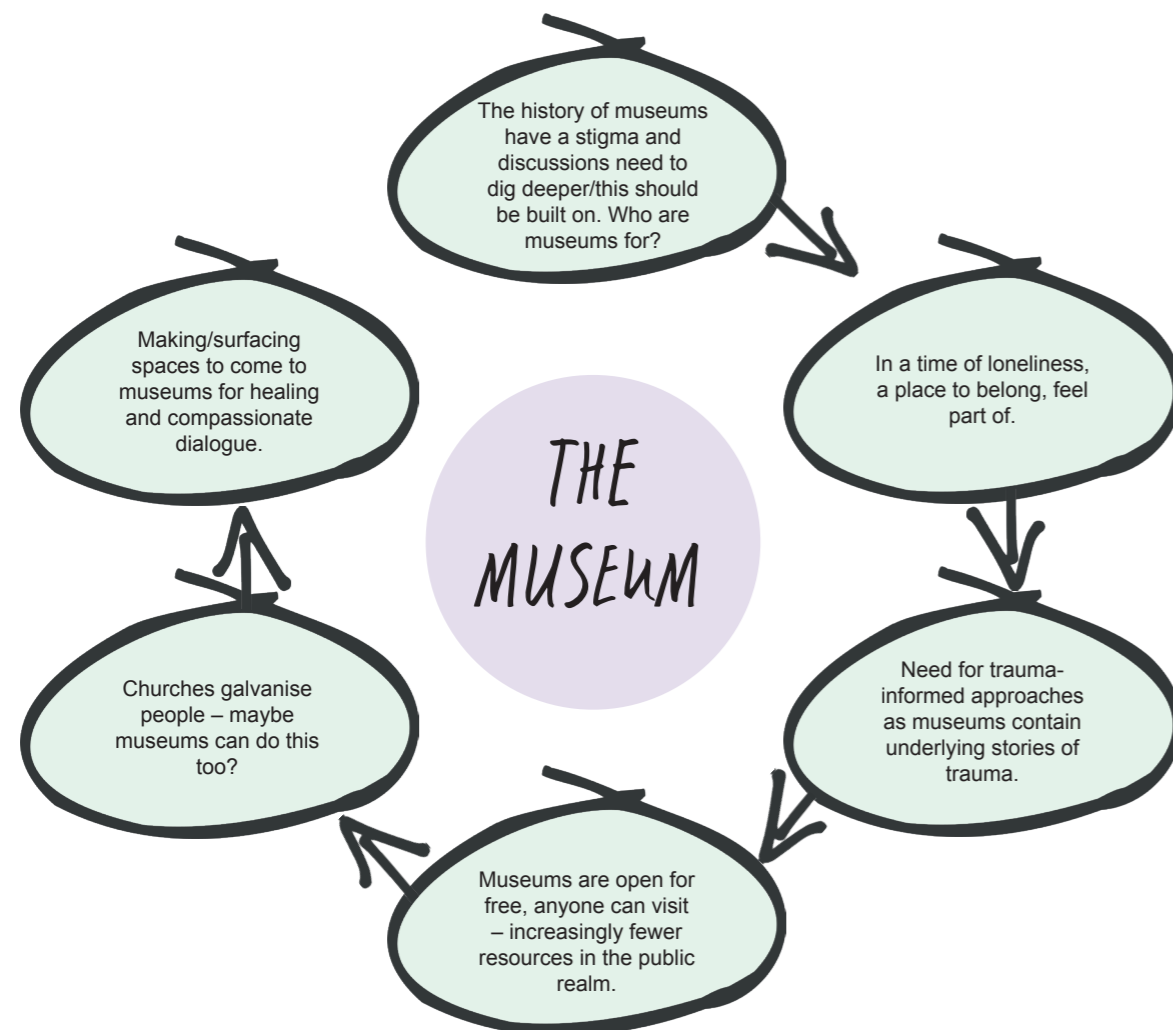 The history of museums
have a stigma and
discussions need to
dig deeper/this should
be built on. Who are
museums for?
In a time of loneliness,
a place to belong, feel
part of.
Need for trauma-
informed approaches
as museums contain
underlying stories of
trauma.
Museums are open for
free, anyone can visit
– increasingly fewer
resources in the public
realm.
Churches galvanise
people – maybe
museums can do this
too?
Making/surfacing
spaces to come to
museums for healing
and compassionate
dialogue.
THE
MUSEUM